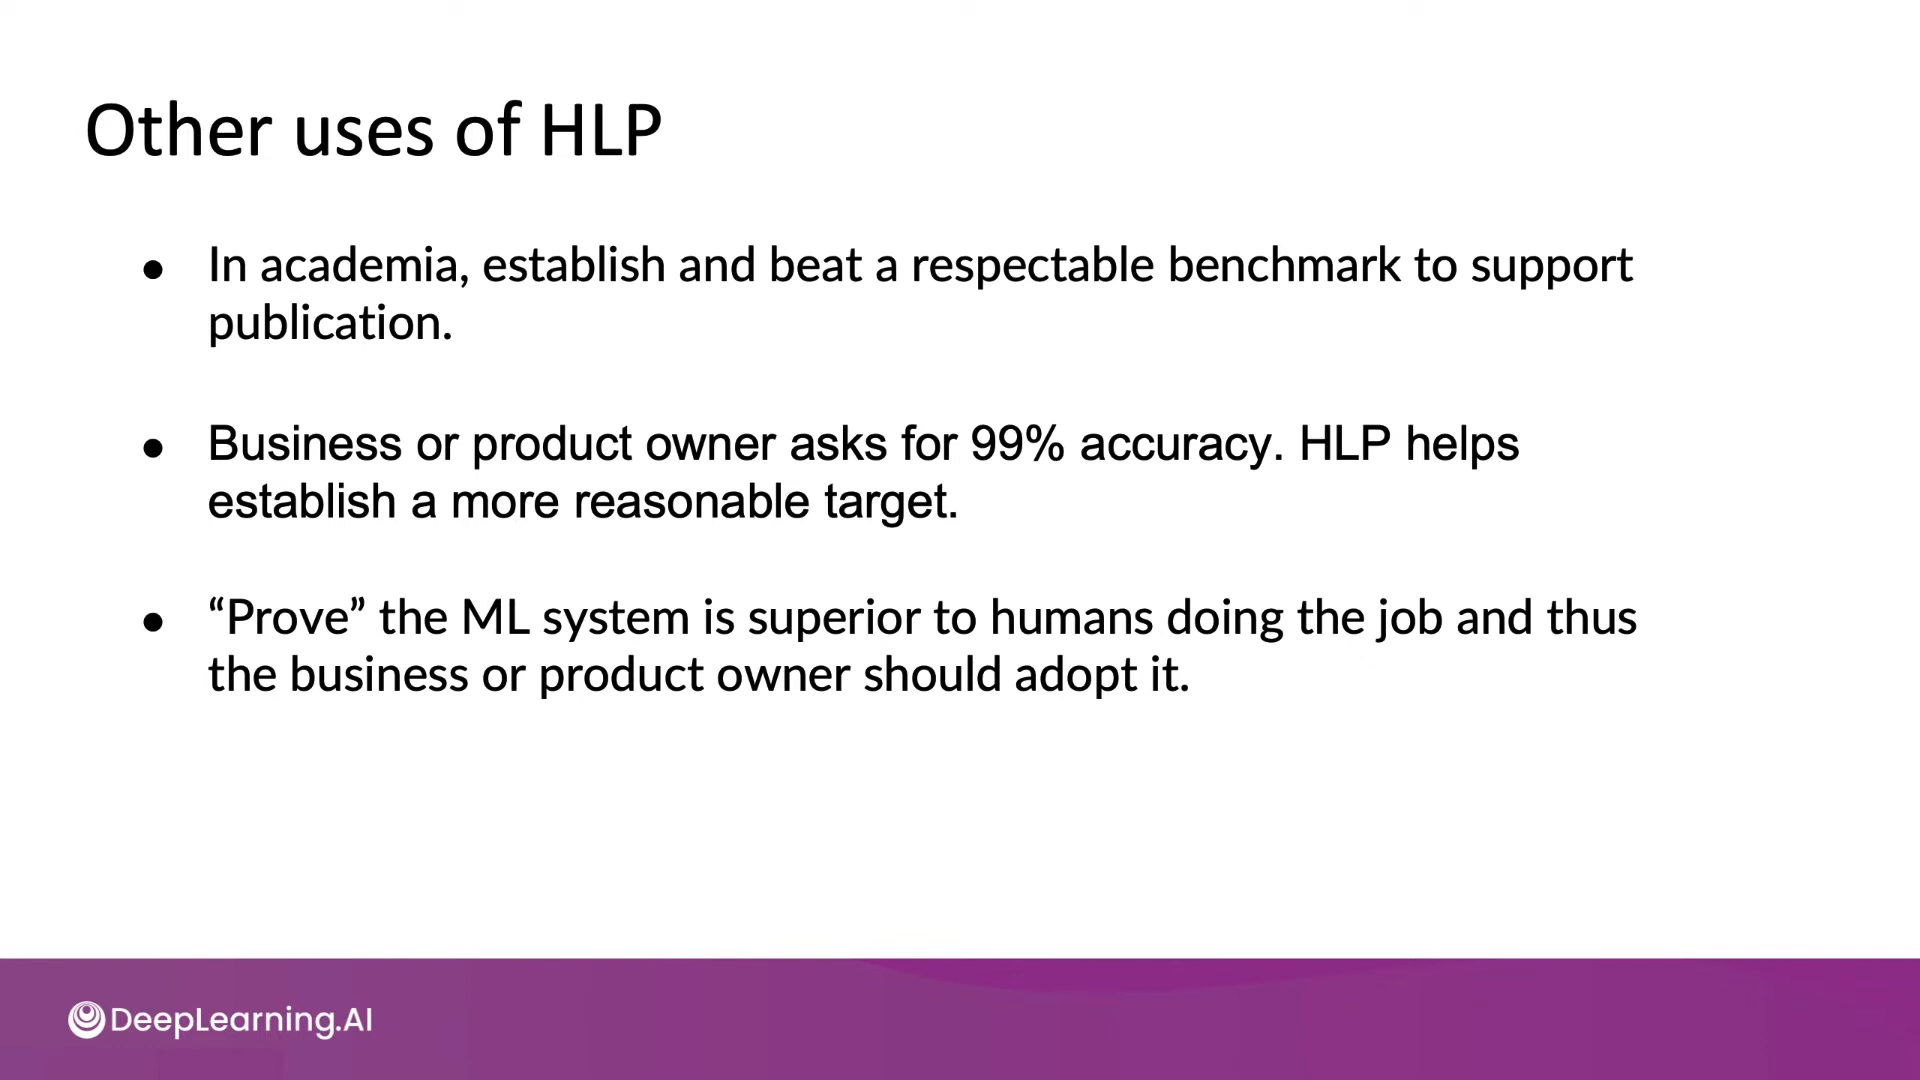 Other uses of HLP
● In academia, establish and beat a respectable benchmark to support
publication.
● Business or product owner asks for 99% accuracy. HLP helps
establish a more reasonable target.
● “Prove” the ML system is superior to humans doing the job and thus
the business or product owner should adopt it.
DeepLearning.AI